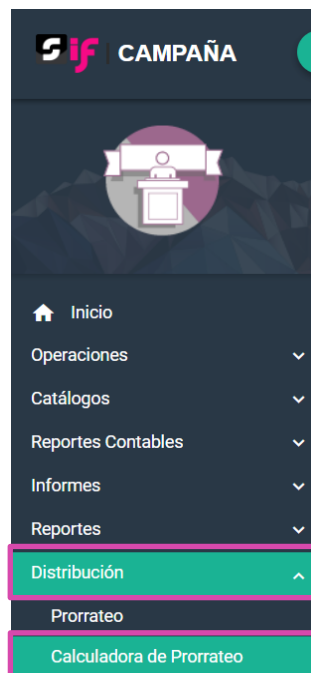 Sif CAMPAÑA
Inicio
Operaciones
Catálogos
Reportes Contables
Informes
Reportes
Distribución
Prorrateo
Calculadora de Prorrateo